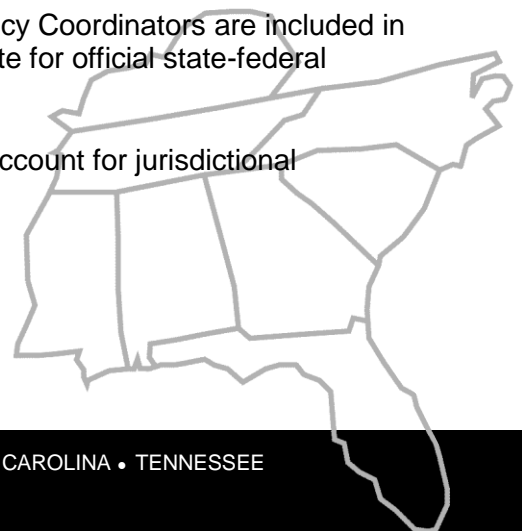 cy Coordinators are included in
te for official state-federal
ccount for jurisdictional
CAROLINA • TENNESSEE